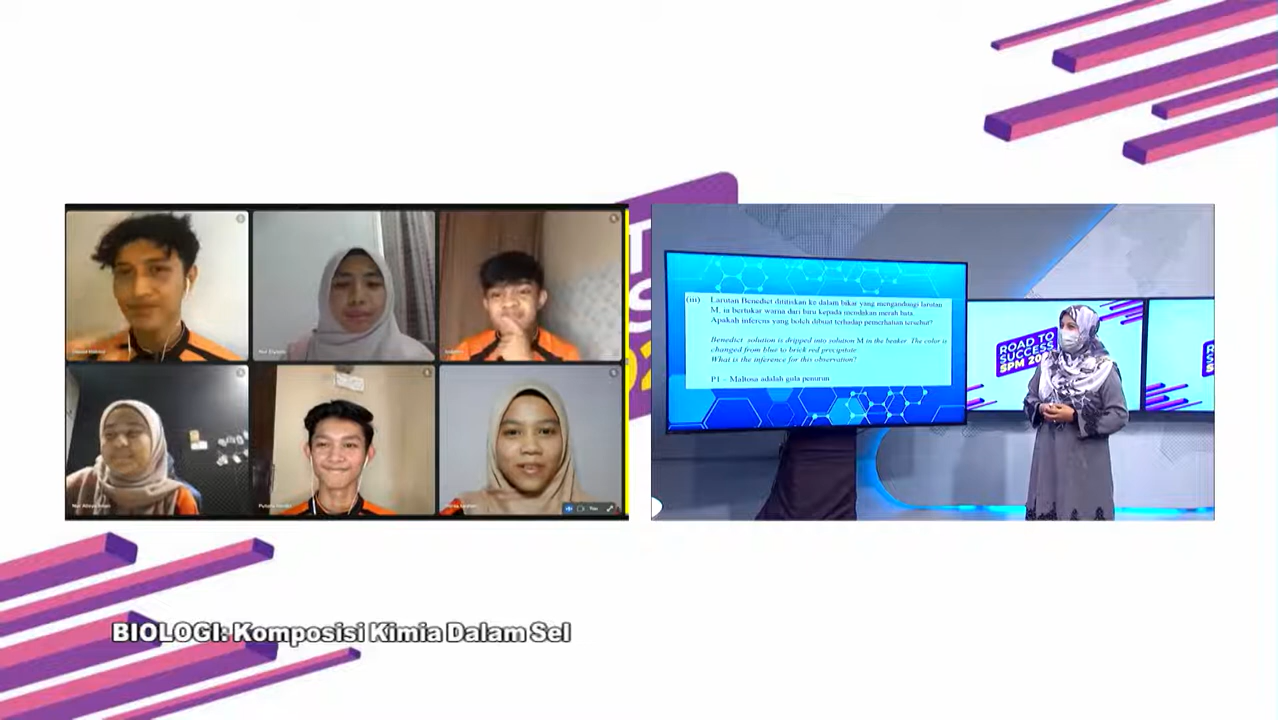 (iii) Larutan Benedict dititiskan ke dalam bikar yang mengandungi larutan
M, ia bertukar warna dari biru kepada mendakan merah bata.
Apakah inferens yang boleh dibuat terhadap pemerhatian tersebut?
Benedict solution is dripped into solution M in the beaker. The color is
changed from blue to brick red precipitate
What is the inference for this observation?
P1 – Maltosa adalah gula penurun
ROAD TO
SUCCESS
SPM
You
BIOLOGI: Komposisi Kimia Dalam Sel